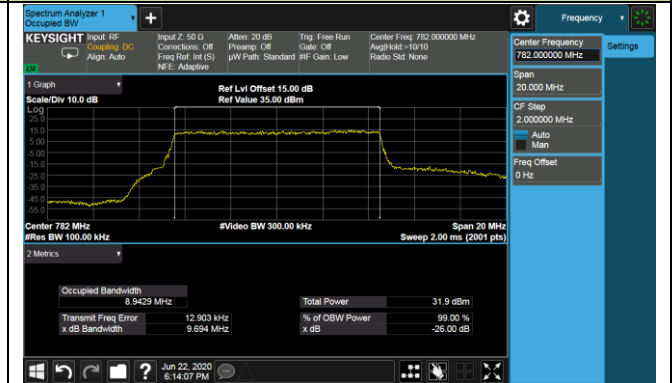 Spectrum Analyzer 1
Occupied BW
Frequency
KEYSIGHT Input: RF
Coupling: DC
Align: Auto
Input Z: 50 Ω
Corrections: Off
Freq Ref: Int (S)
NFE: Adaptive
Atten: 20 dB
Preamp: Off
µW Path: Standard
Trig: Free Run
Gate: Off
#IF Gain: Low
Center Freq: 782.000000 MHz
Avg|Hold:>10/10
Radio Std: None
LXI
Center Frequency
782.000000 MHz
Settings
Span
20.000 MHz
CF Step
2.000000 MHz
Auto
Man
Freq Offset
0 Hz
1 Graph
Scale/Div 10.0 dB
Ref Lvl Offset 15.00 dB
Ref Value 35.00 dBm
Log
25.0
15.0
5.00
-5.00
-15.0
-25.0
-35.0
-45.0
-55.0
Center 782 MHz
#Res BW 100.00 kHz
#Video BW 300.00 kHz
Span 20 MHz
Sweep 2.00 ms (2001 pts)
2 Metrics
Occupied Bandwidth
8.9429 MHz
Total Power 31.9 dBm
Transmit Freq Error 12.903 kHz
% of OBW Power 99.00 %
x dB Bandwidth 9.694 MHz
x dB -26.00 dB
?
Jun 22, 2020
6:14:07 PM